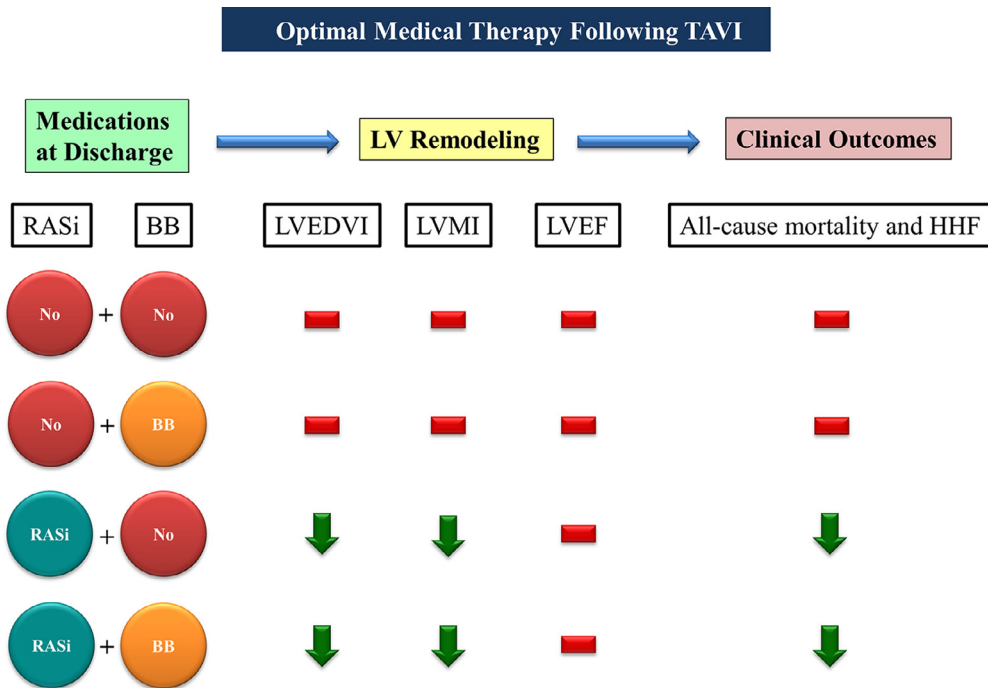 Optimal Medical Therapy Following TAVI
Medications
at Discharge
LV Remodeling
Clinical Outcomes
RASi
BB
LVEDVI
LVMI
LVEF
All-cause mortality and HHF
No + No
No + BB
RASi + No
RASi + BB